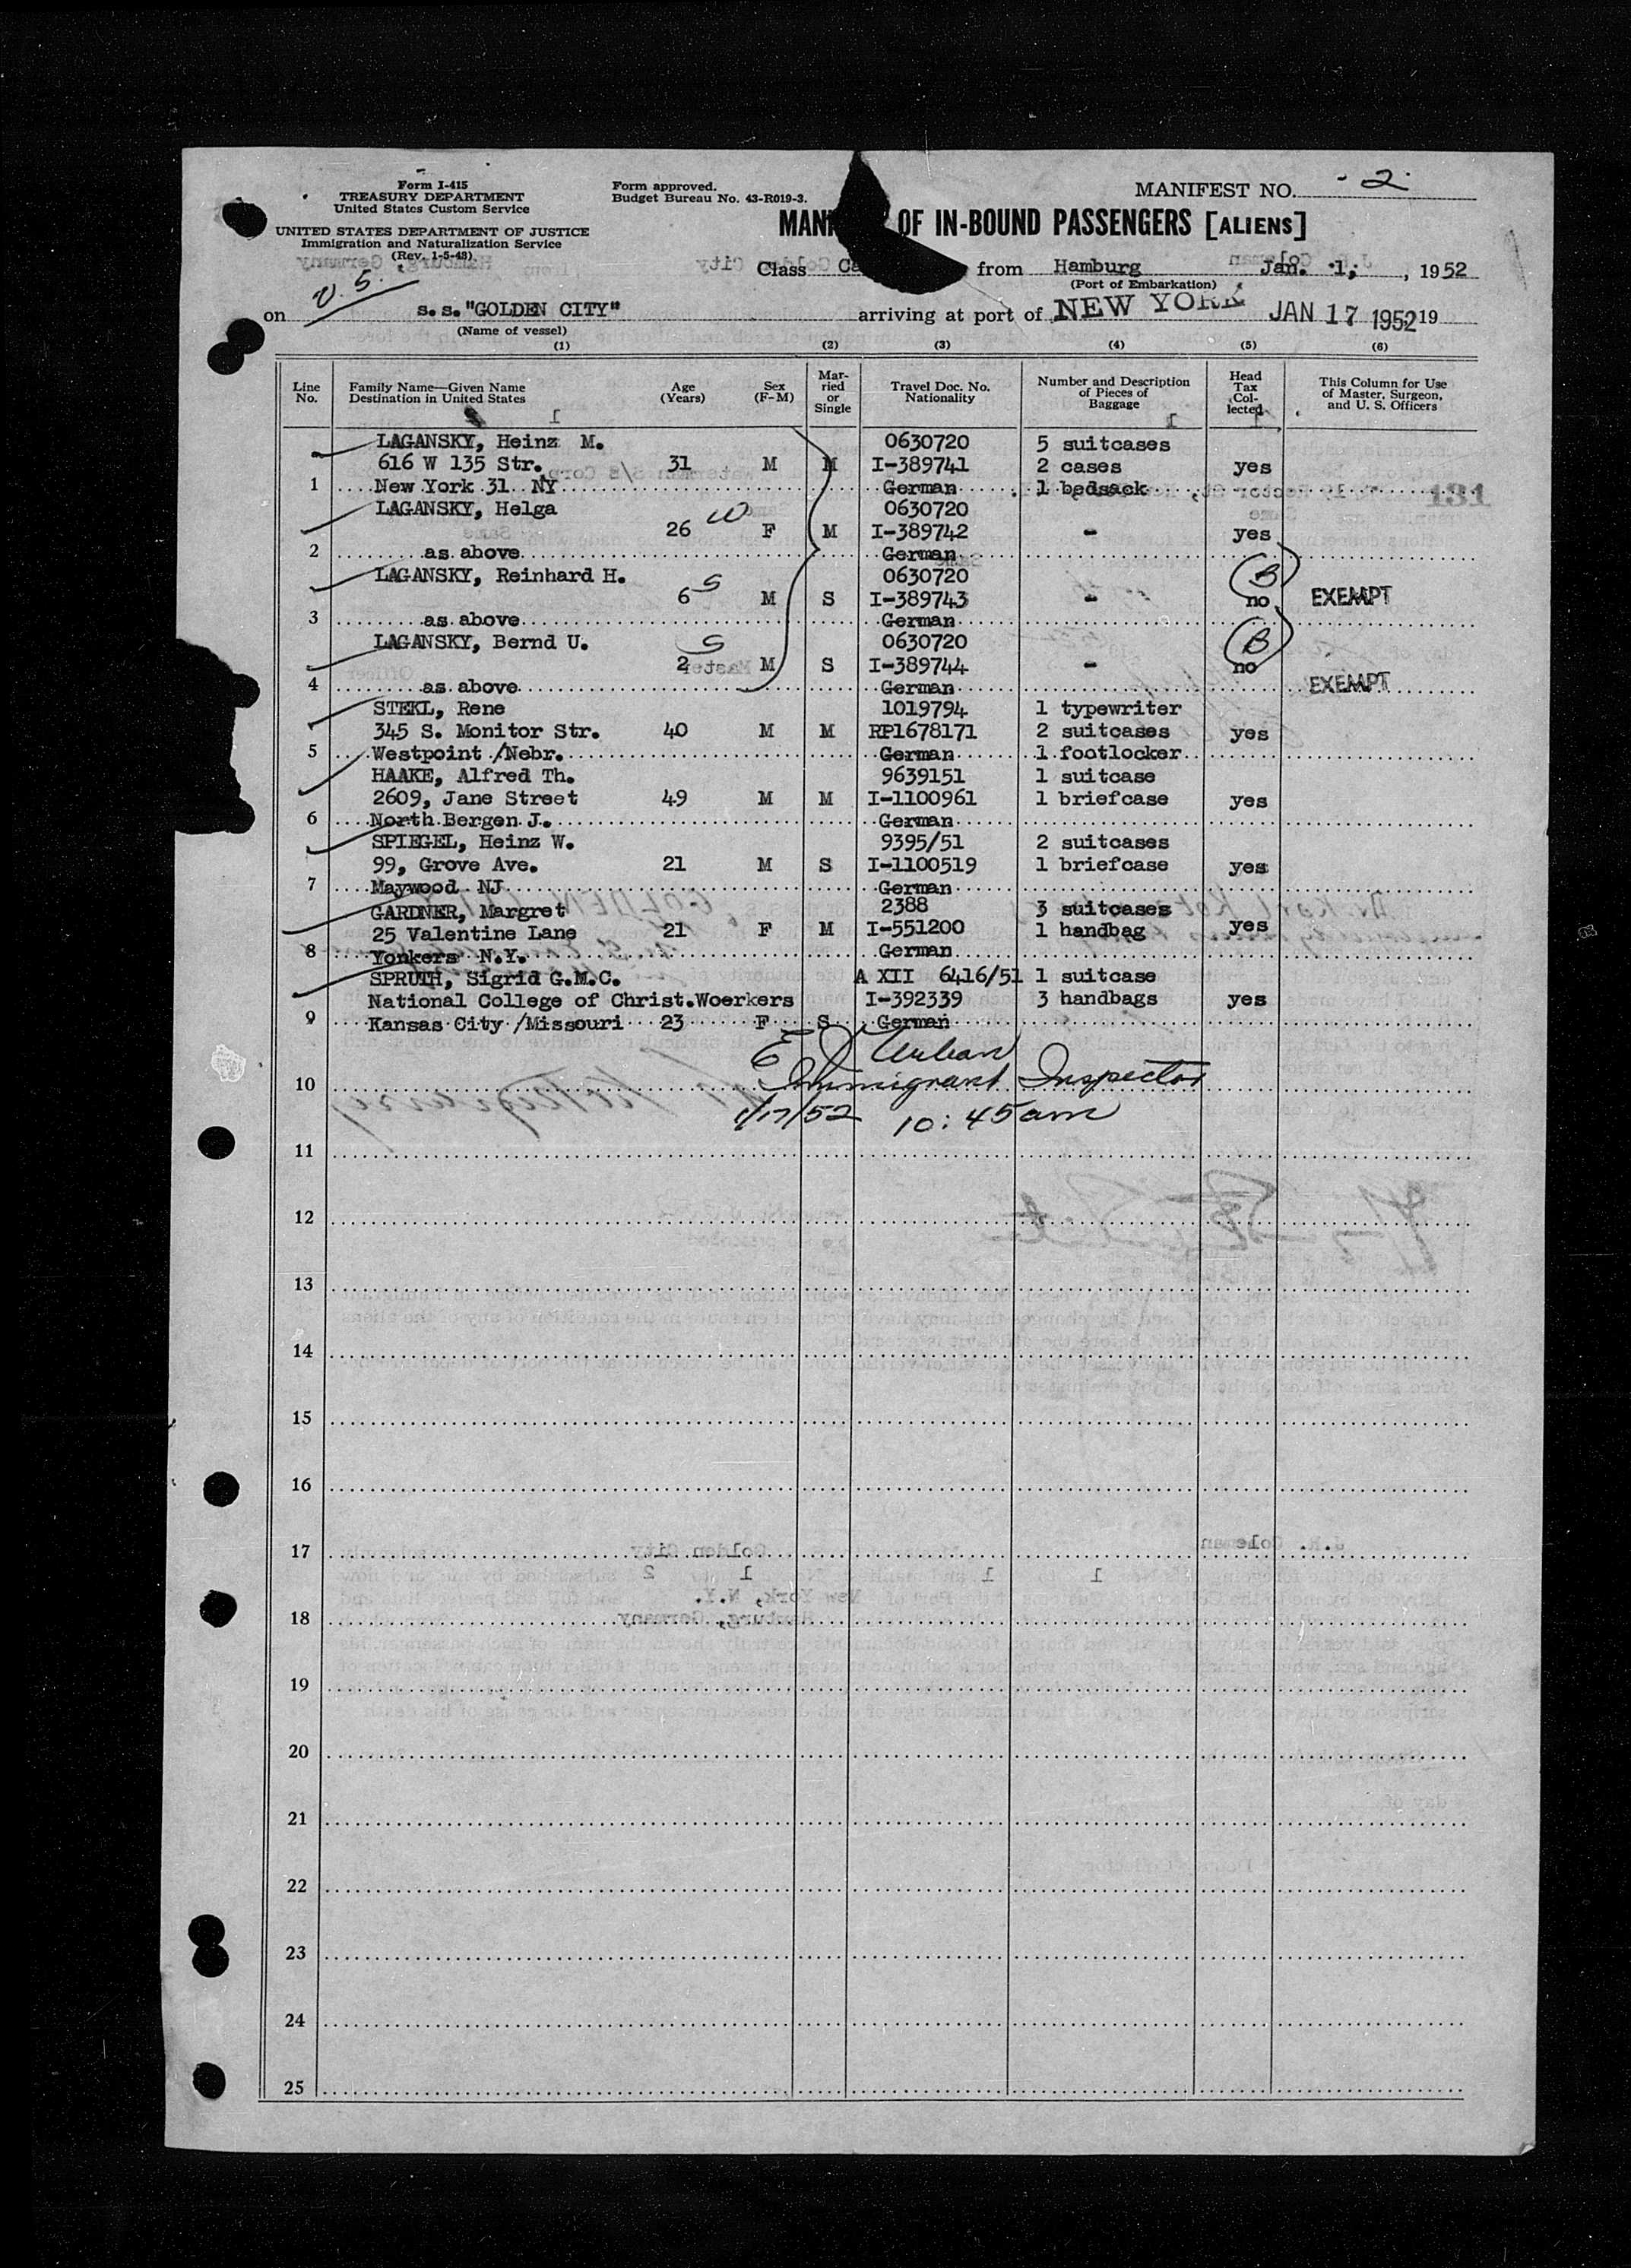 Form I-415
TREASURY DEPARTMENT
United States Custom Service
UNITED STATES DEPARTMENT OF JUSTICE
Immigration and Naturalization Service
(Rev. 1-5-48)
Form approved.
Budget Bureau No. 43-R019-3.
MANIFEST NO. -2-
OF IN-BOUND PASSENGERS [ALIENS]
Class from Hamburg Jan. 1, , 1952
(Port of Embarkation)
on s.s."GOLDEN CITY" arriving at port of NEW YORK JAN 17 1952 19
(Name of vessel)
(1) (2) (3) (4) (5) (6)
Line No. Family Name—Given Name Destination in United States Age (Years) Sex (F-M) Mar-ried or Single Travel Doc. No. Nationality Number and Description of Pieces of Baggage Head Tax Col-lected This Column for Use of Master, Surgeon, and U. S. Officers
LAGANSKY, Heinz M. 0630720 5 suitcases
616 W 135 Str. 31 M M I-389741 2 cases yes
1 New York 31 NY German 1 bedsack
LAGANSKY, Helga 0630720
26 W F M I-389742 - yes
2 as above German
LAGANSKY, Reinhard H. 0630720 B
6 S M S I-389743 - no EXEMPT
3 as above German
LAGANSKY, Bernd U. S 0630720 B
2 M S I-389744 - no
4 as above German EXEMPT
STEKL, Rene 1019794 1 typewriter
345 S. Monitor Str. 40 M M RP1678171 2 suitcases yes
5 Westpoint /Nebr. German 1 footlocker
HAAKE, Alfred Th. 9639151 1 suitcase
2609, Jane Street 49 M M I-1100961 1 briefcase yes
6 North Bergen J. German
SPIEGEL, Heinz W. 9395/51 2 suitcases
99, Grove Ave. 21 M S I-1100519 1 briefcase yes
7 Maywood NJ German
GARDNER, Margret 2388 3 suitcases
25 Valentine Lane 21 F M I-551200 1 handbag yes
8 Yonkers N.Y. German
SPRUTH, Sigrid G.M.C. A XII 6416/51 1 suitcase
National College of Christ.Woerkers I-392339 3 handbags yes
9 Kansas City /Missouri 23 F S German
10 Immigrant Inspector
1/17/52 10:45am
11
12
13
14
15
16
17
18
19
20
21
22
23
24
25